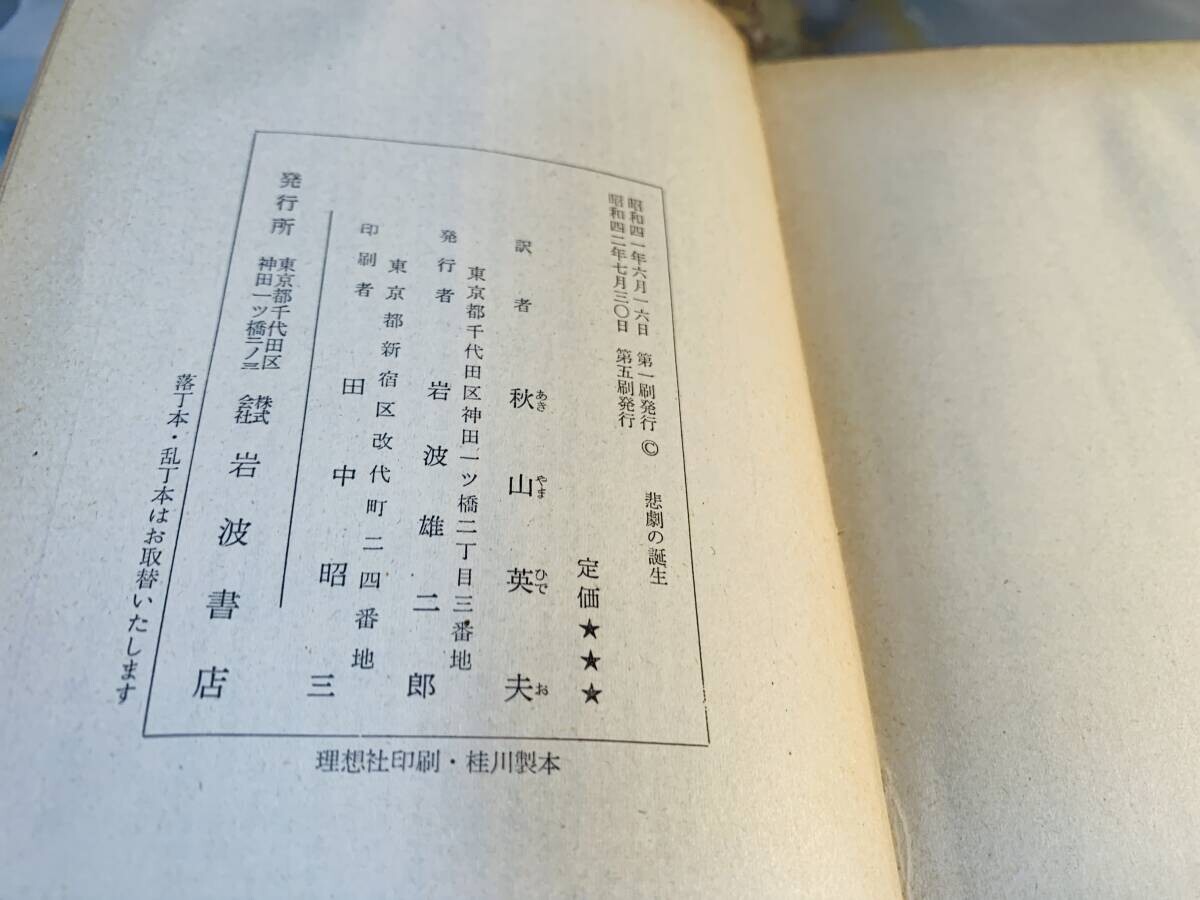 昭和四一年六月一六日 第一刷発行 © 悲劇の誕生
昭和四二年七月三〇日 第五刷発行
定価★★★
訳者 秋山英夫
あき やま ひで お
東京都千代田区神田一ツ橋二丁目三番地
発行者 岩波雄二郎
東京都新宿区改代町二四番地
印刷者 田中昭三
発行所 東京都千代田区神田一ツ橋二ノ三 株式会社 岩波書店
落丁本・乱丁本はお取替いたします
理想社印刷・桂川製本